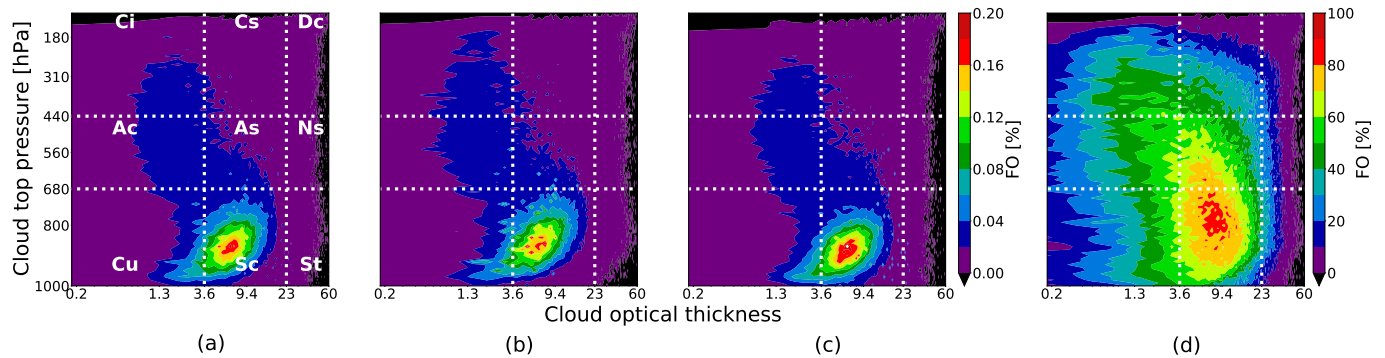 Cloud top pressure [hPa]
180
310
440
560
680
800
1000
Ci Cs Dc
Ac As Ns
Cu Sc St
0.2 1.3 3.6 9.4 23 60
0.2 1.3 3.6 9.4 23 60
0.2 1.3 3.6 9.4 23 60
0.20
0.16
0.12
0.08
0.04
0.00
FO [%]
0.2 1.3 3.6 9.4 23 60
100
80
60
40
20
0
FO [%]
Cloud optical thickness
(a) (b) (c) (d)